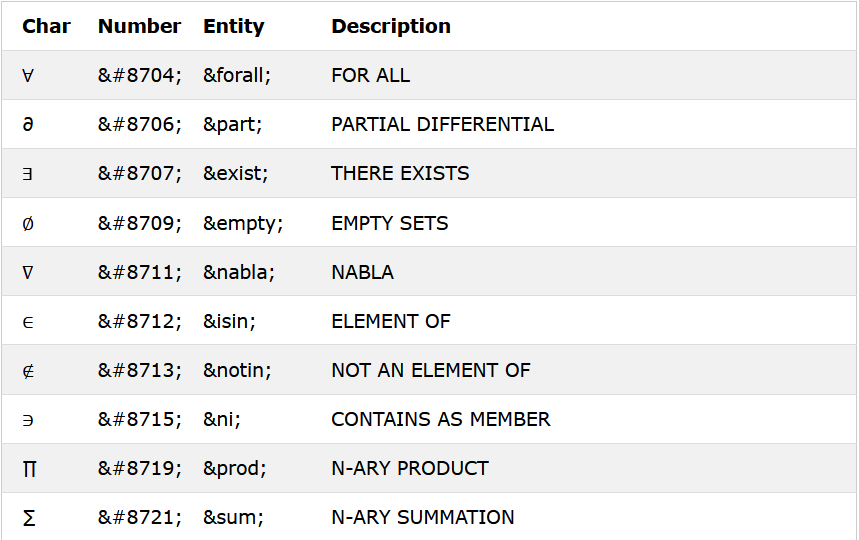 Char Number Entity Description
∀ &#8704; &forall; FOR ALL
∂ &#8706; &part; PARTIAL DIFFERENTIAL
∃ &#8707; &exist; THERE EXISTS
∅ &#8709; &empty; EMPTY SETS
∇ &#8711; &nabla; NABLA
∈ &#8712; &isin; ELEMENT OF
∉ &#8713; &notin; NOT AN ELEMENT OF
∋ &#8715; &ni; CONTAINS AS MEMBER
∏ &#8719; &prod; N-ARY PRODUCT
∑ &#8721; &sum; N-ARY SUMMATION